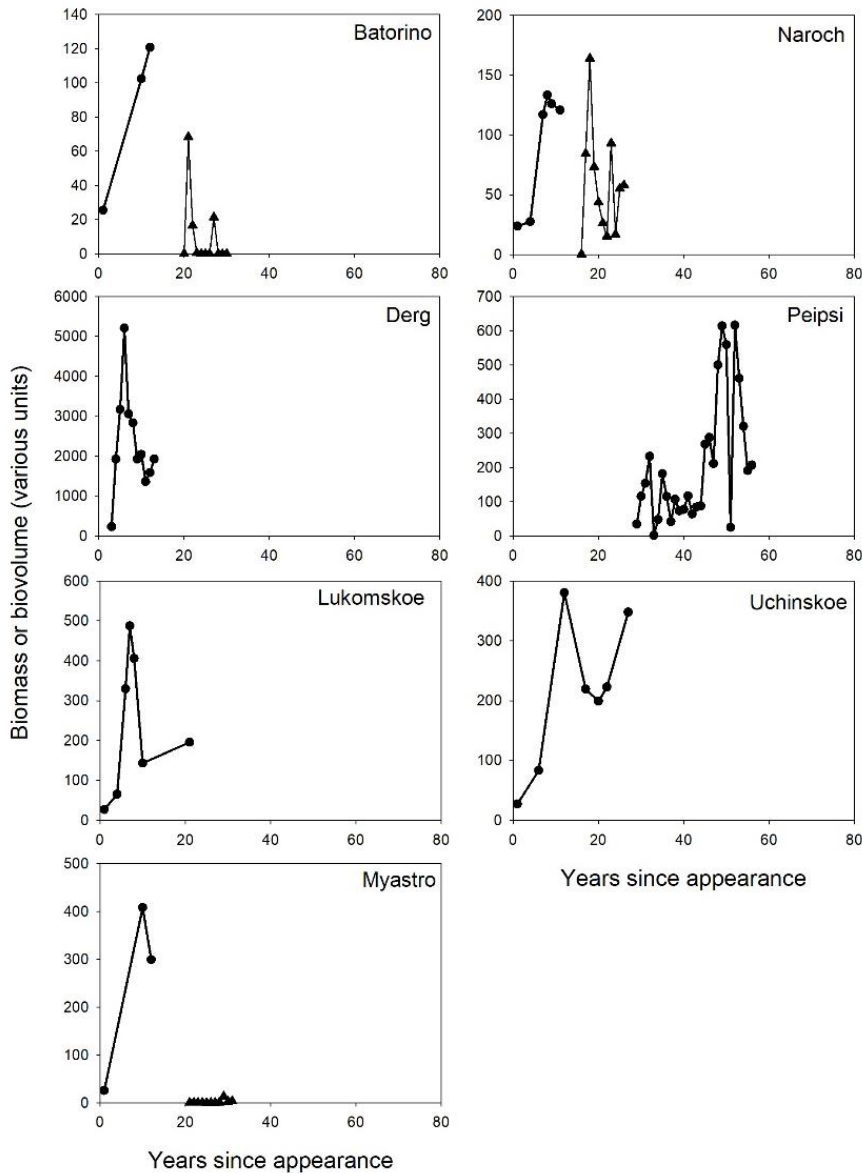 Batorino
140
120
100
80
60
40
20
0
0 20 40 60 80
Naroch
200
150
100
50
0
0 20 40 60 80
Derg
6000
5000
4000
3000
2000
1000
0
0 20 40 60 80
Peipsi
700
600
500
400
300
200
100
0
0 20 40 60 80
Biomass or biovolume (various units)
Lukomskoe
600
500
400
300
200
100
0
0 20 40 60 80
Uchinskoe
400
300
200
100
0
0 20 40 60 80
Years since appearance
Myastro
500
400
300
200
100
0
0 20 40 60 80
Years since appearance